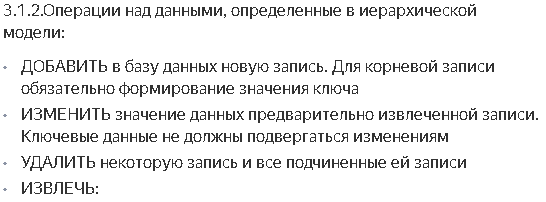 3.1.2.Операции над данными, определенные в иерархической
модели:
• ДОБАВИТЬ в базу данных новую запись. Для корневой записи
обязательно формирование значения ключа
• ИЗМЕНИТЬ значение данных предварительно извлеченной записи.
Ключевые данные не должны подвергаться изменениям
• УДАЛИТЬ некоторую запись и все подчиненные ей записи
• ИЗВЛЕЧЬ: